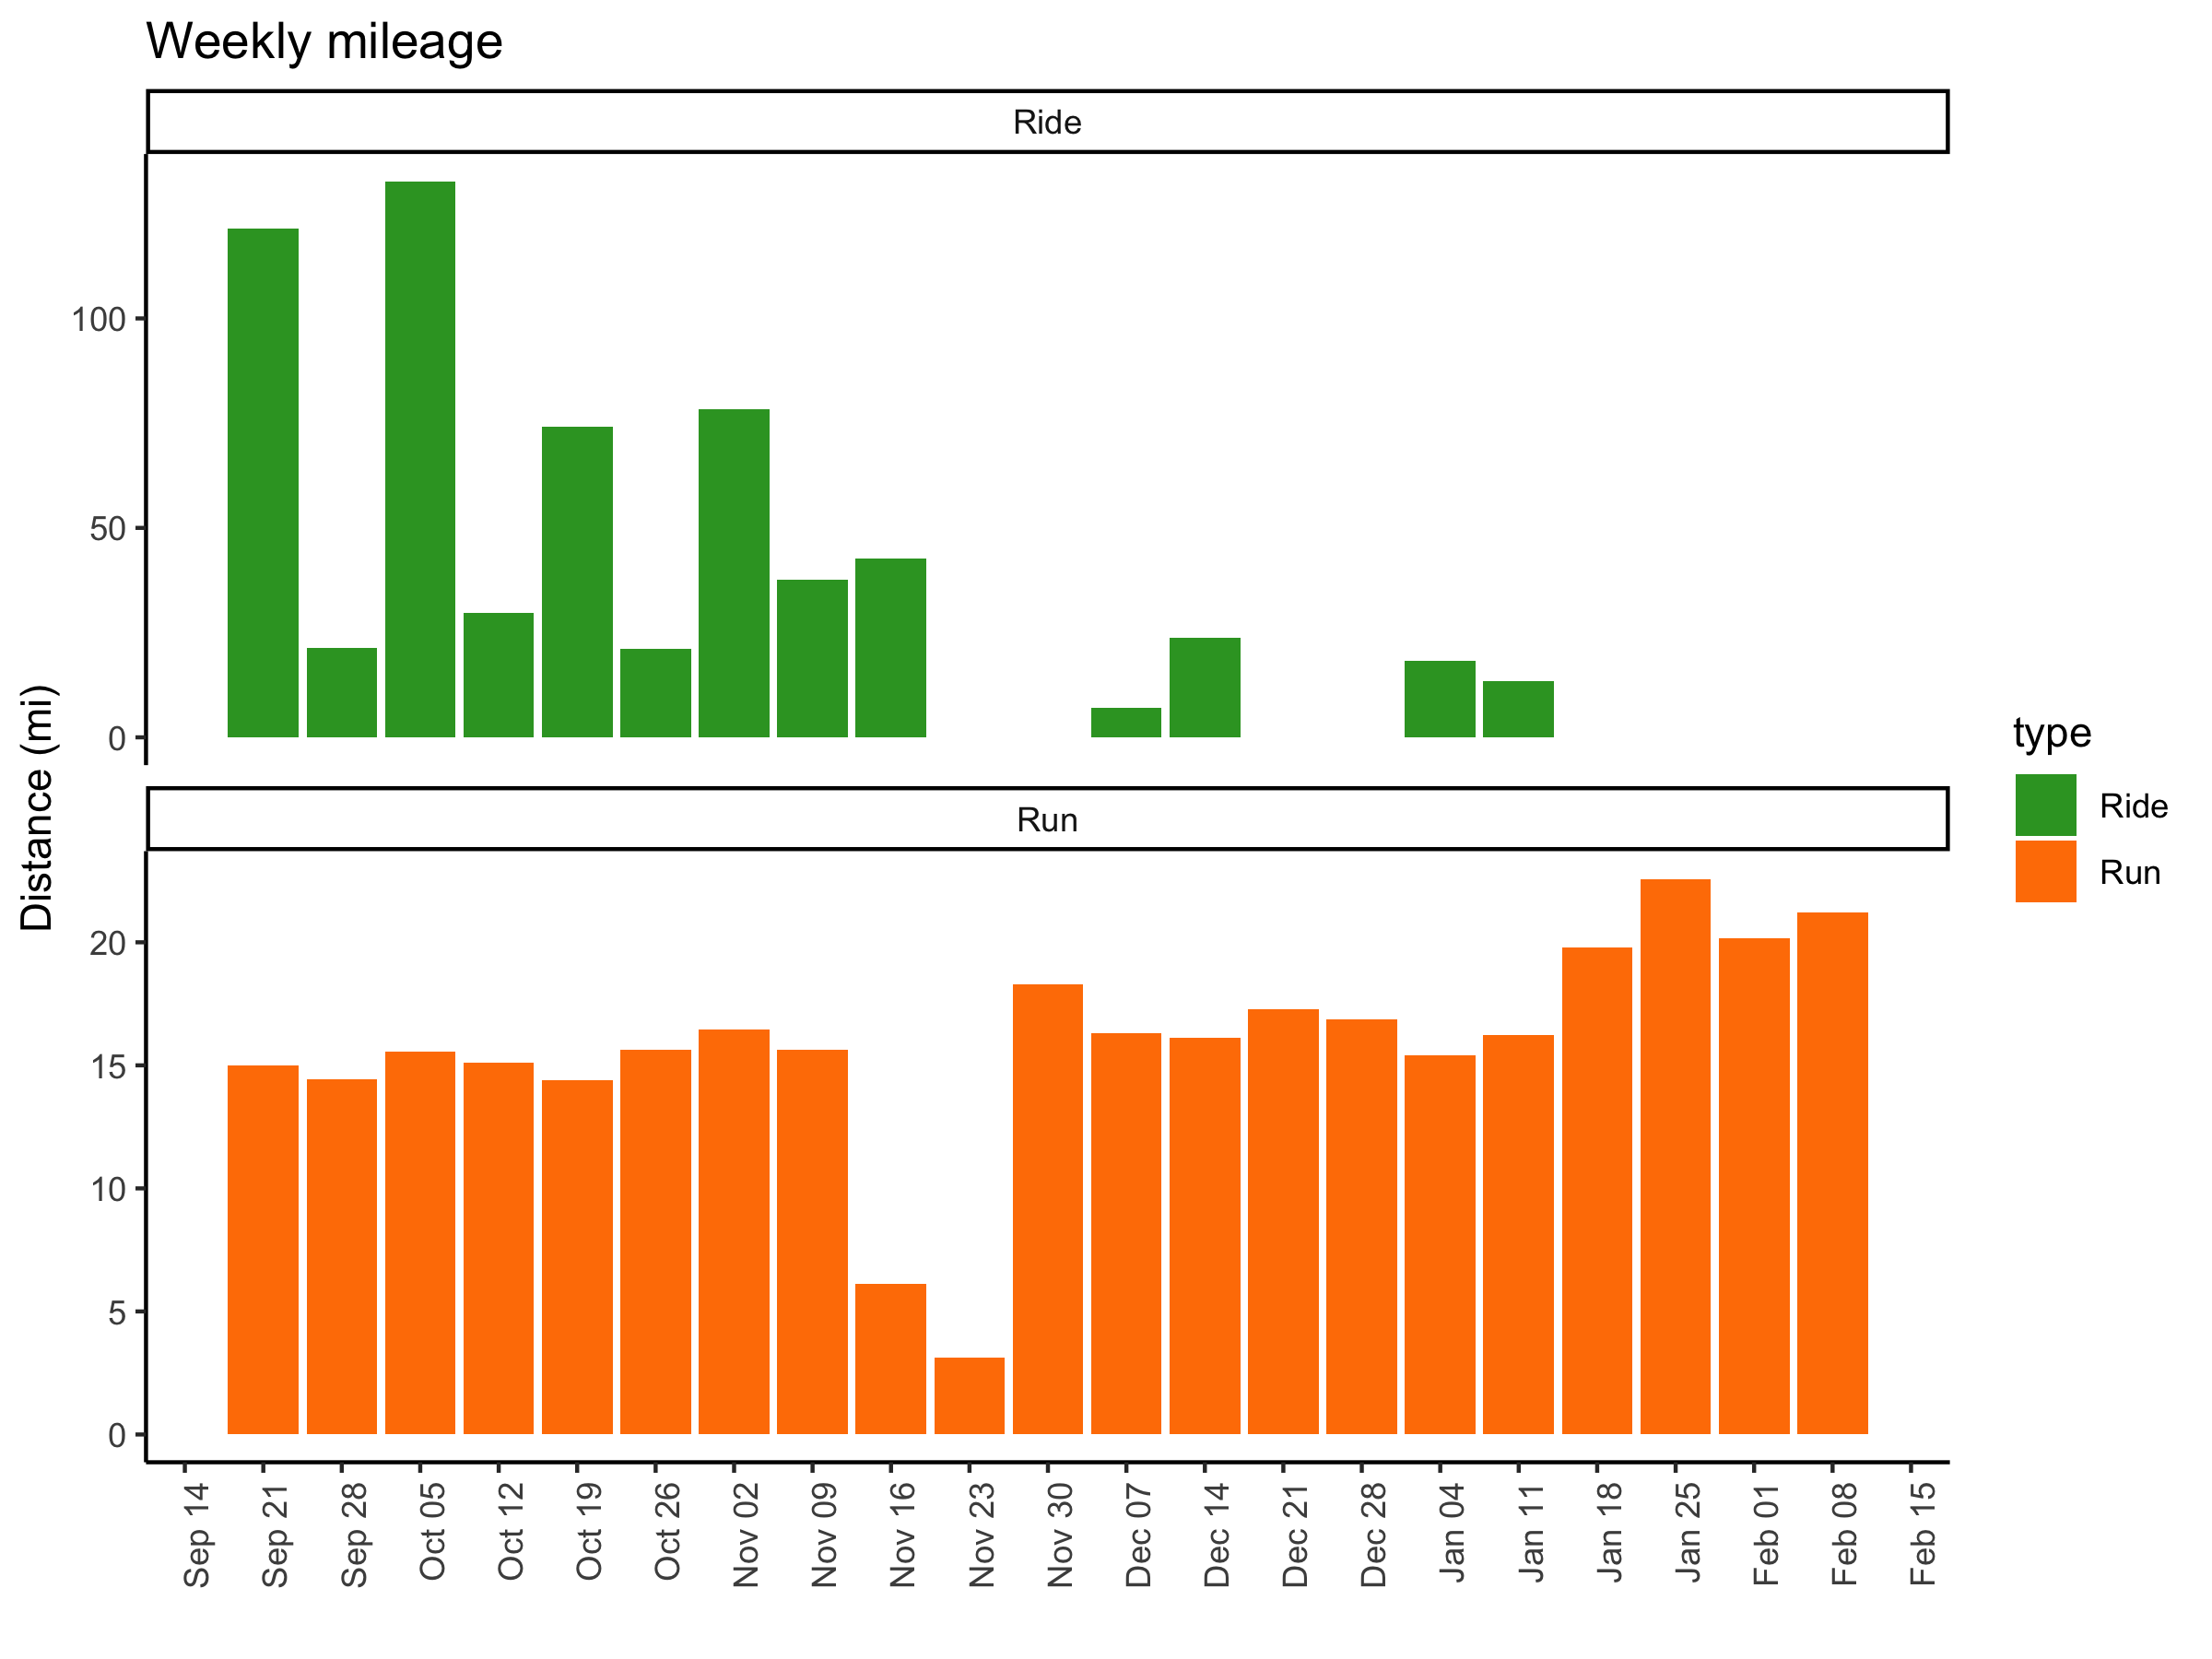 Weekly mileage
Ride
100
50
0
Distance (mi)
Run
20
15
10
5
0
Sep 14
Sep 21
Sep 28
Oct 05
Oct 12
Oct 19
Oct 26
Nov 02
Nov 09
Nov 16
Nov 23
Nov 30
Dec 07
Dec 14
Dec 21
Dec 28
Jan 04
Jan 11
Jan 18
Jan 25
Feb 01
Feb 08
Feb 15
type
Ride
Run